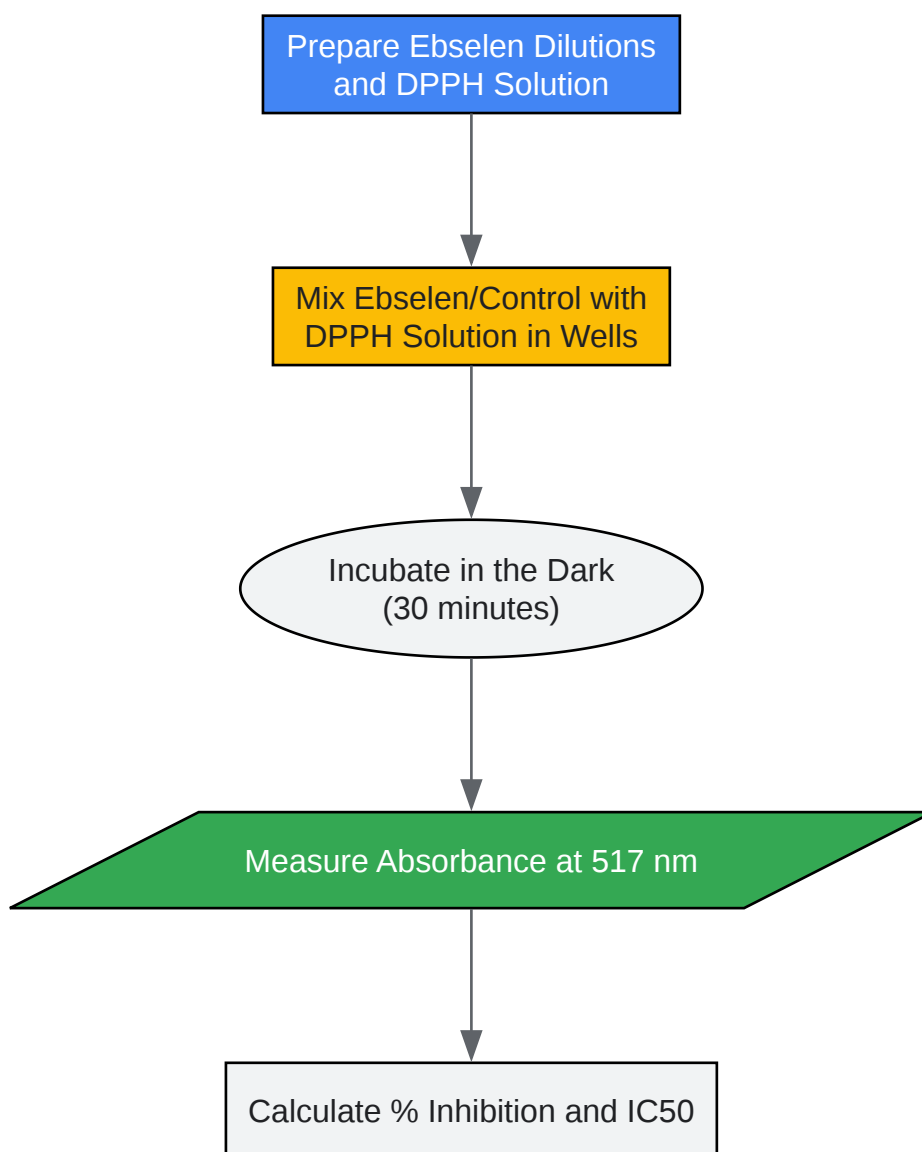 Prepare Ebselen Dilutions
and DPPH Solution
Mix Ebselen/Control with
DPPH Solution in Wells
Incubate in the Dark
(30 minutes)
Measure Absorbance at 517 nm
Calculate % Inhibition and IC50